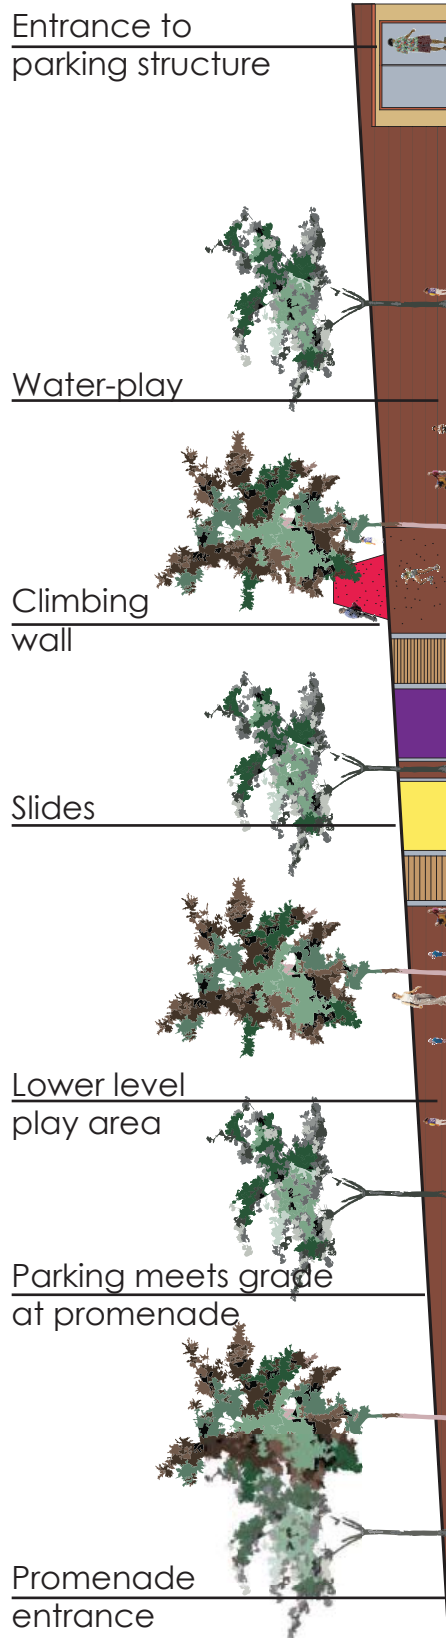 Entrance to
parking structure
Water-play
Climbing
wall
Slides
Lower level
play area
Parking meets grade
at promenade
Promenade
entrance